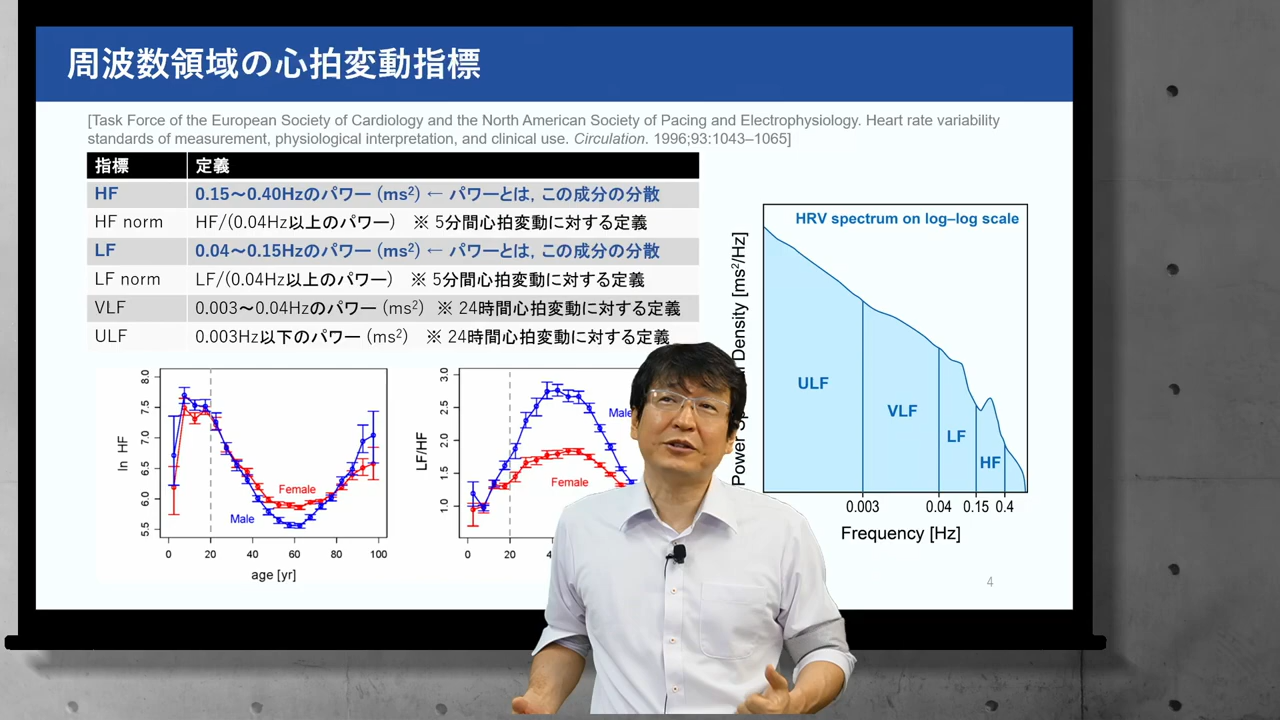 周波数領域の心拍変動指標
[Task Force of the European Society of Cardiology and the North American Society of Pacing and Electrophysiology. Heart rate variability
standards of measurement, physiological interpretation, and clinical use. Circulation. 1996;93:1043–1065]
指標 定義
HF 0.15～0.40Hzのパワー (ms²) ← パワーとは, この成分の分散
HF norm HF/(0.04Hz以上のパワー) ※ 5分間心拍変動に対する定義
LF 0.04～0.15Hzのパワー (ms²) ← パワーとは, この成分の分散
LF norm LF/(0.04Hz以上のパワー) ※ 5分間心拍変動に対する定義
VLF 0.003～0.04Hzのパワー (ms²) ※ 24時間心拍変動に対する定義
ULF 0.003Hz以下のパワー (ms²) ※ 24時間心拍変動に対する定義
ln HF
8.0
7.5
7.0
6.5
6.0
5.5
Female
Male
0 20 40 60 80 100
age [yr]
LF/HF
3.0
2.5
2.0
1.5
1.0
Male
Female
0 20
HRV spectrum on log–log scale
Power Density [ms²/Hz]
ULF
VLF
LF
HF
0.003 0.04 0.15 0.4
Frequency [Hz]
4